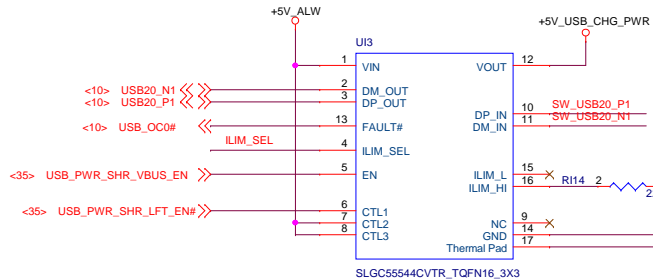 +5V_ALW
+5V_USB_CHG_PWR
UI3
1 VIN VOUT 12
<10> USB20_N1 2 DM_OUT
<10> USB20_P1 3 DP_OUT
DP_IN 10 SW_USB20_P1
DM_IN 11 SW_USB20_N1
<10> USB_OC0# 13 FAULT#
ILIM_SEL 4 ILIM_SEL
<35> USB_PWR_SHR_VBUS_EN 5 EN
ILIM_L 15
ILIM_HI 16 RI14 2
<35> USB_PWR_SHR_LFT_EN# 6 CTL1
7 CTL2
8 CTL3
NC 9
GND 14
Thermal Pad 17
SLGC55544CVTR_TQFN16_3X3